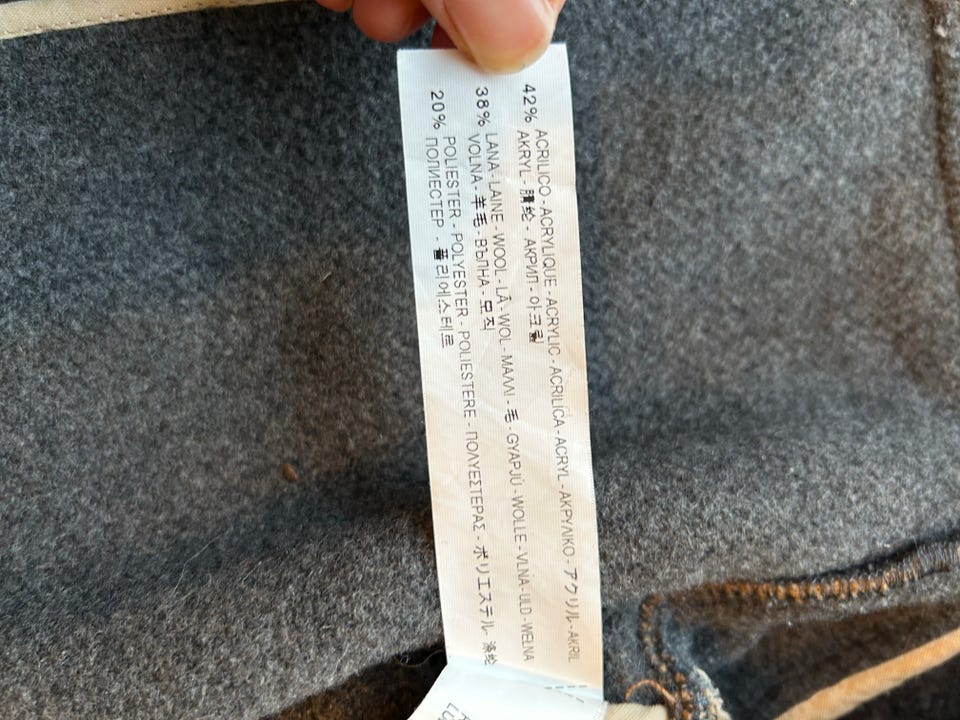 42% ACRILICO - ACRYLIQUE - ACRYLIC - ACRÍLICA - ACRYL - ΑΚΡΥΛΙΚΟ - アクリル - AKRIL
AKRYL - 腈纶 - АКРИЛ - 아크릴
38% LANA - LAINE - WOOL - LÃ - WOL - ΜΑΛΛΙ - 毛 - GYAPJÚ - WOLLE - VLNA - ULD - WEŁNA
VOLNA - 羊毛 - ВЪЛНА - 모직
20% POLIESTER - POLYESTER - POLIESTERE - ΠΟΛΥΕΣΤΕΡΑΣ - ポリエステル - 涤纶
ПОЛИЕСТЕР - 폴리에스테르